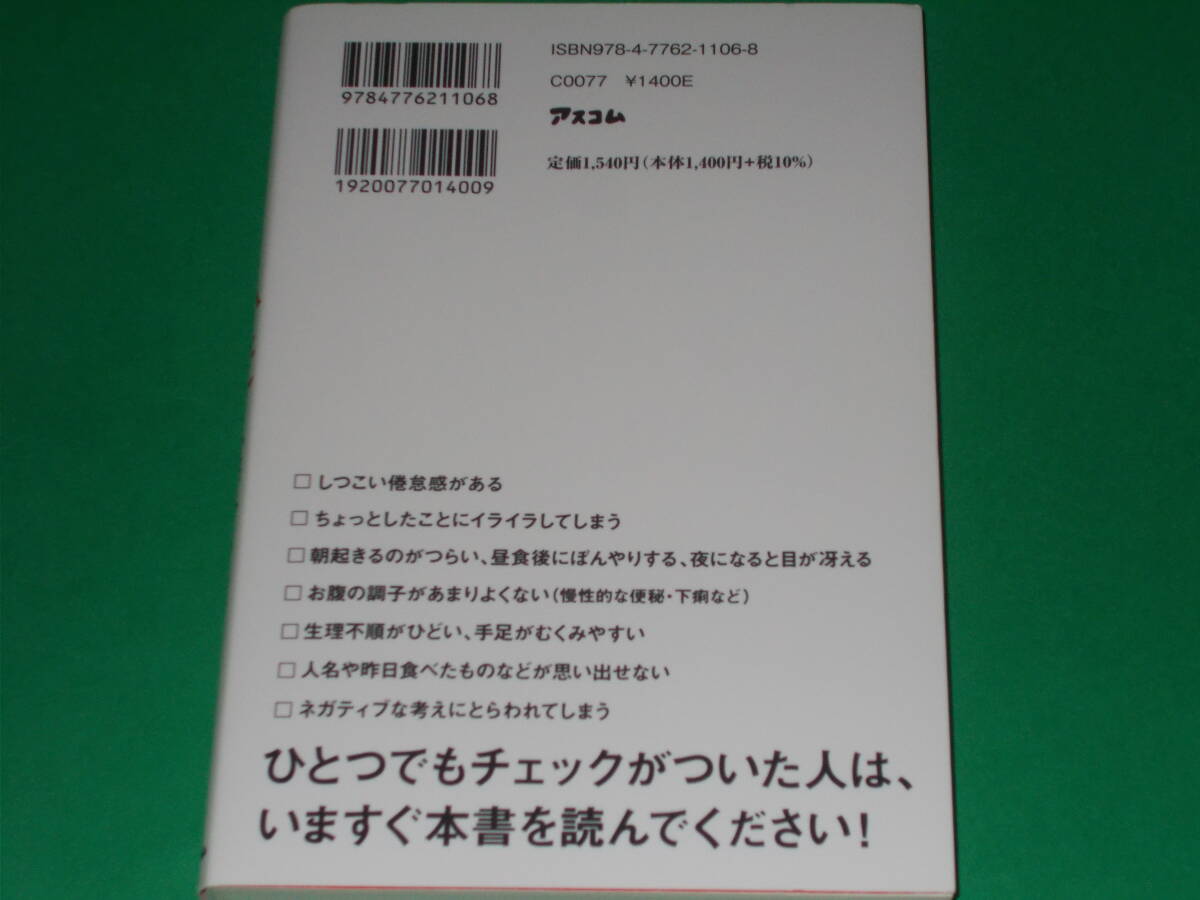 ISBN978-4-7762-1106-8
C0077 ¥1400E
9784776211068
アスコム
定価1,540円(本体1,400円+税10%)
1920077014009
□ しつこい倦怠感がある
□ ちょっとしたことにイライラしてしまう
□ 朝起きるのがつらい、昼食後にぼんやりする、夜になると目が冴える
□ お腹の調子があまりよくない(慢性的な便秘・下痢など)
□ 生理不順がひどい、手足がむくみやすい
□ 人名や昨日食べたものなどが思い出せない
□ ネガティブな考えにとらわれてしまう
ひとつでもチェックがついた人は、
いますぐ本書を読んでください!